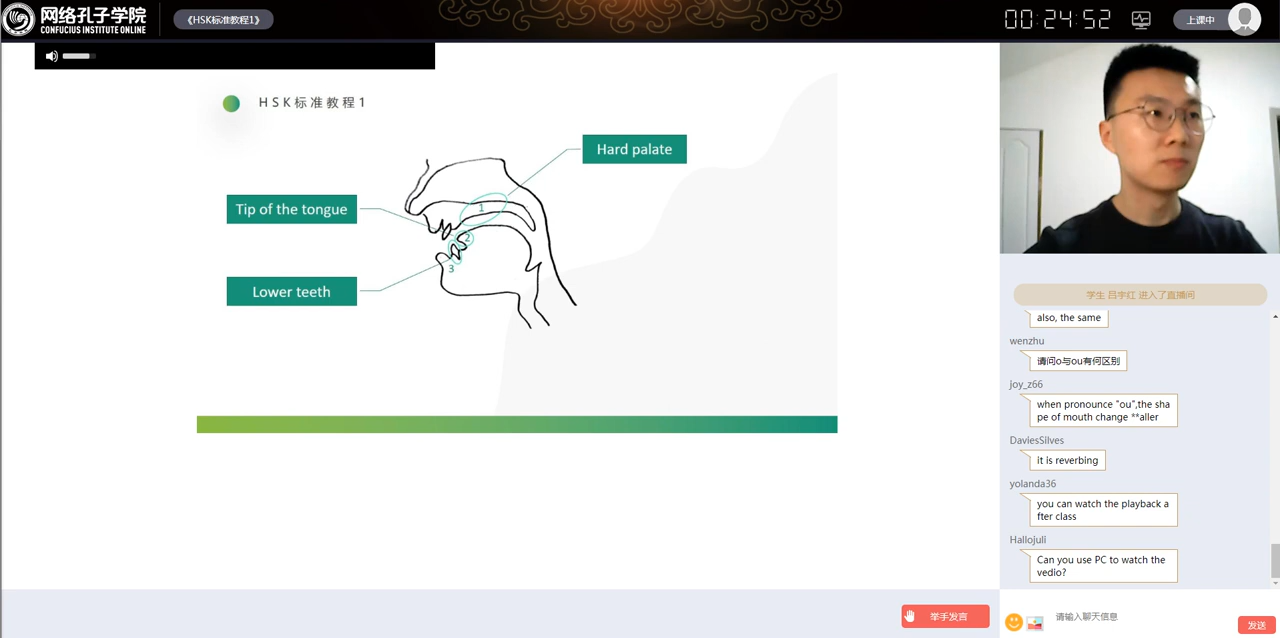 网络孔子学院
CONFUCIUS INSTITUTE ONLINE
《HSK标准教程1》
00:24:52
上课中
HSK标准教程1
Hard palate
Tip of the tongue
Lower teeth
1
2
3
学生 吕宇红 进入了直播间
also, the same
wenzhu
请问o与ou有何区别
joy_z66
when pronounce "ou",the sha
pe of mouth change **aller
DaviesSilves
it is reverbing
yolanda36
you can watch the playback a
fter class
Hallojuli
Can you use PC to watch the
vedio?
举手发言
请输入聊天信息
发送